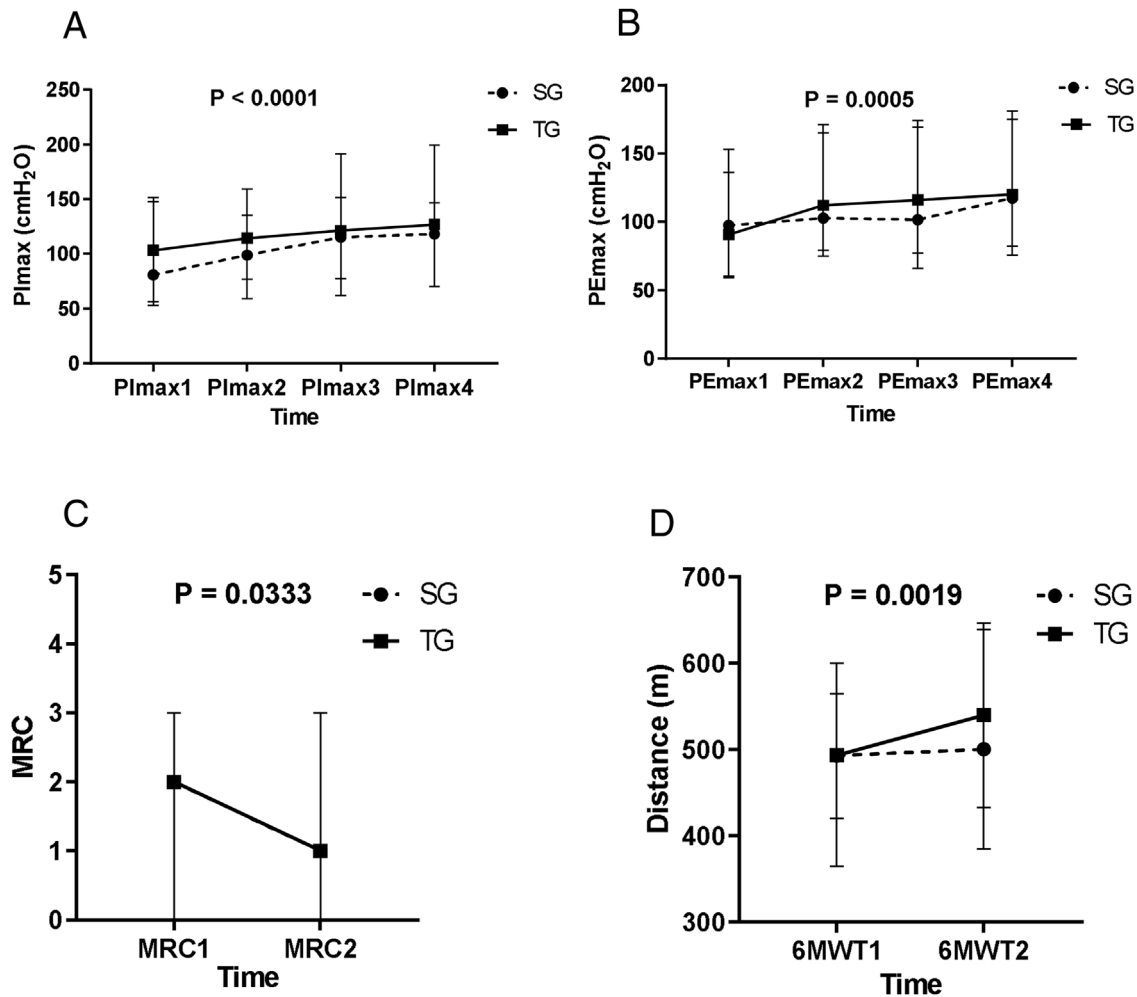 A
PImax (cmH2O)
250
200
150
100
50
0
P < 0.0001
SG
TG
PImax1 PImax2 PImax3 PImax4
Time
B
PEmax (cmH2O)
200
150
100
50
0
P = 0.0005
SG
TG
PEmax1 PEmax2 PEmax3 PEmax4
Time
C
MRC
5
4
3
2
1
0
P = 0.0333
SG
TG
MRC1 MRC2
Time
D
Distance (m)
700
600
500
400
300
P = 0.0019
SG
TG
6MWT1 6MWT2
Time